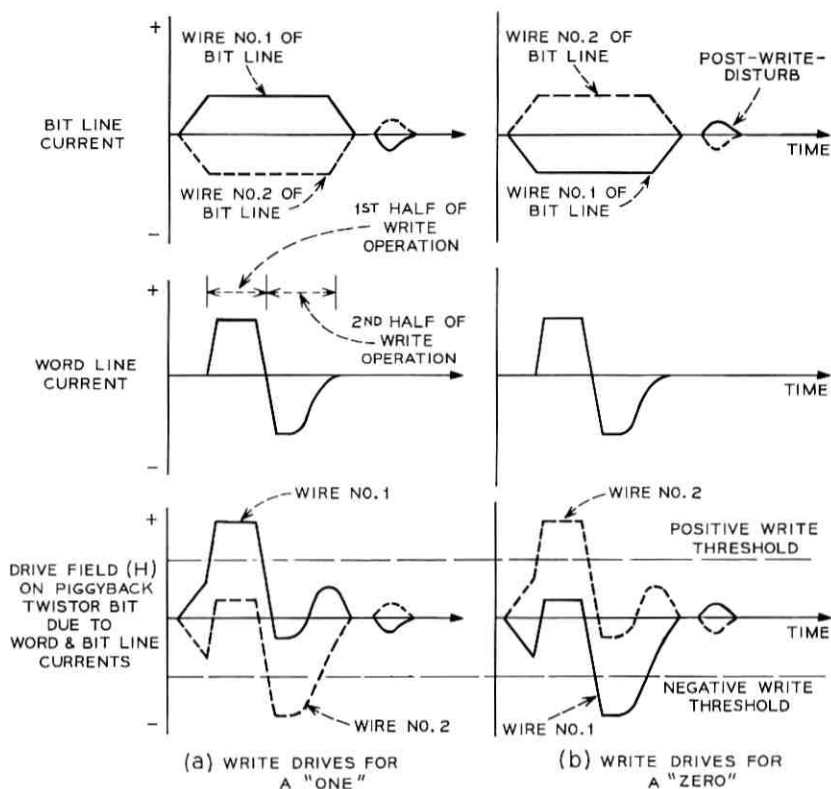 +
WIRE NO.1 OF
BIT LINE
BIT LINE
CURRENT
WIRE NO.2 OF
BIT LINE
−
1ST HALF OF
WRITE
OPERATION
WIRE NO.2 OF
BIT LINE
POST-WRITE-
DISTURB
TIME
WIRE NO.1 OF
BIT LINE
+
2ND HALF OF
WRITE
OPERATION
WORD LINE
CURRENT
−
TIME
+
WIRE NO.1
DRIVE FIELD (H)
ON PIGGYBACK
TWISTOR BIT
DUE TO
WORD & BIT LINE
CURRENTS
−
WIRE NO.2
WIRE NO.2
POSITIVE WRITE
THRESHOLD
TIME
NEGATIVE WRITE
THRESHOLD
WIRE NO.1
(a) WRITE DRIVES FOR
A "ONE"
(b) WRITE DRIVES FOR
A "ZERO"